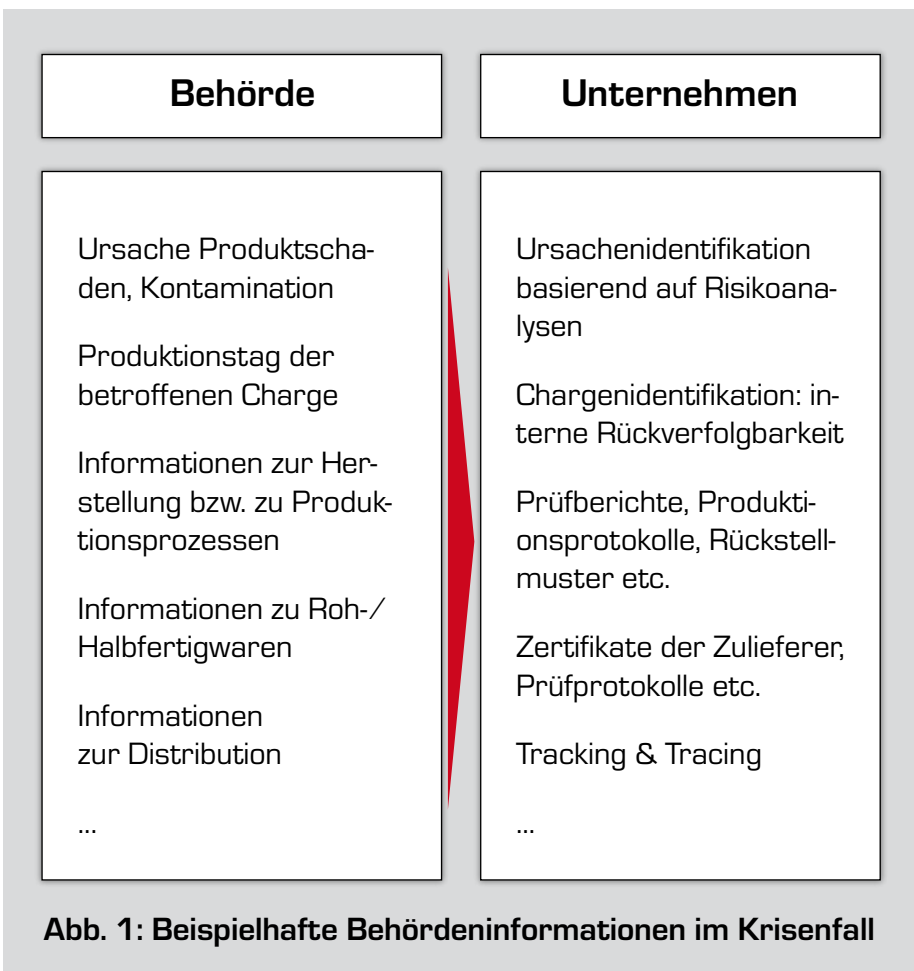 Behörde
Ursache Produktscha-
den, Kontamination
Produktionstag der
betroffenen Charge
Informationen zur Her-
stellung bzw. zu Produk-
tionsprozessen
Informationen zu Roh-/
Halbfertigwaren
Informationen
zur Distribution
...
Unternehmen
Ursachenidentifikation
basierend auf Risikoana-
lysen
Chargenidentifikation: in-
terne Rückverfolgbarkeit
Prüfberichte, Produkti-
onsprotokolle, Rückstell-
muster etc.
Zertifikate der Zulieferer,
Prüfprotokolle etc.
Tracking & Tracing
...
Abb. 1: Beispielhafte Behördeninformationen im Krisenfall